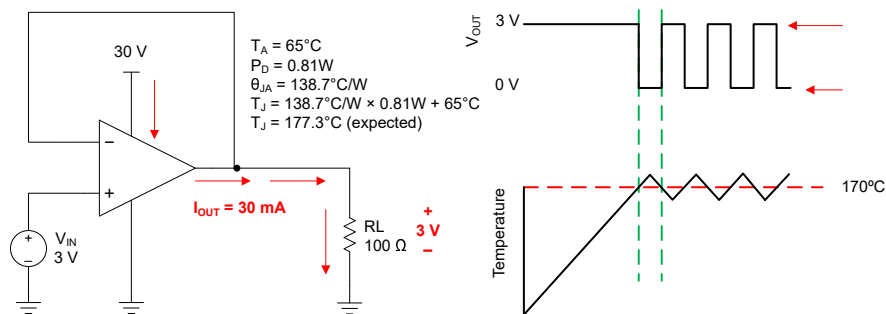 30 V
T_A = 65°C
P_D = 0.81W
θ_JA = 138.7°C/W
T_J = 138.7°C/W × 0.81W + 65°C
T_J = 177.3°C (expected)
−
+
I_OUT = 30 mA
+
−
V_IN
3 V
RL
100 Ω
+
3 V
−
V_OUT
3 V
0 V
Temperature
170°C